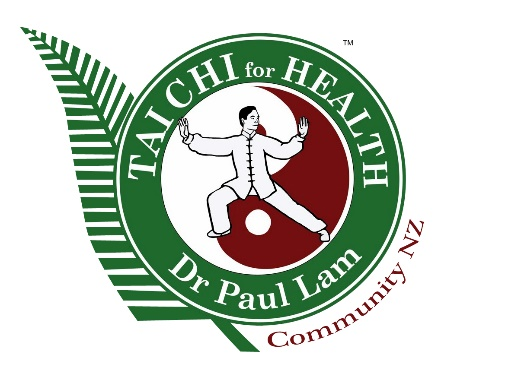 TAI CHI for HEALTH
TM
Dr Paul Lam
Community NZ